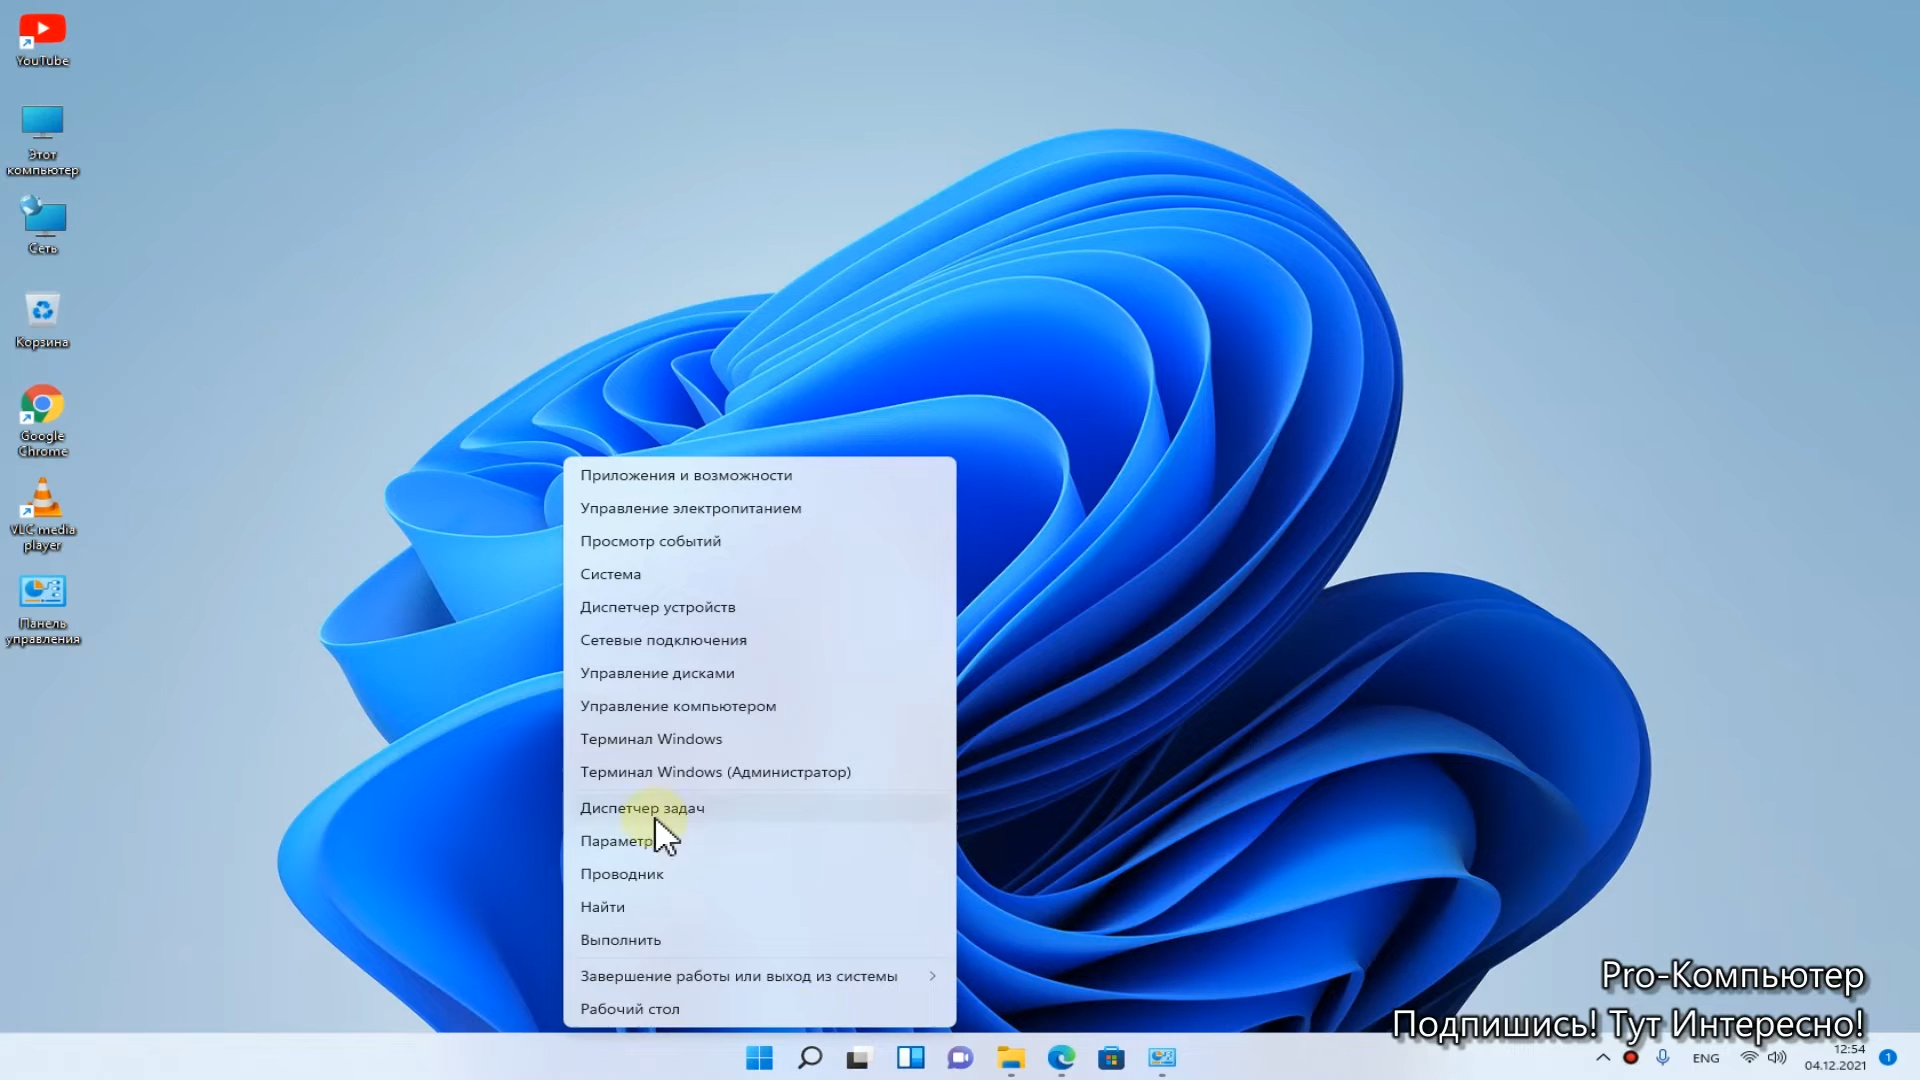 YouTube
Этот
компьютер
Сеть
Корзина
Google
Chrome
VLC media
player
Панель
управления
Приложения и возможности
Управление электропитанием
Просмотр событий
Система
Диспетчер устройств
Сетевые подключения
Управление дисками
Управление компьютером
Терминал Windows
Терминал Windows (Администратор)
Диспетчер задач
Параметр
Проводник
Найти
Выполнить
Завершение работы или выход из системы
Рабочий стол
Pro-Компьютер
Подпишись! Тут Интересно!
ENG
12:54
04.12.2021
1